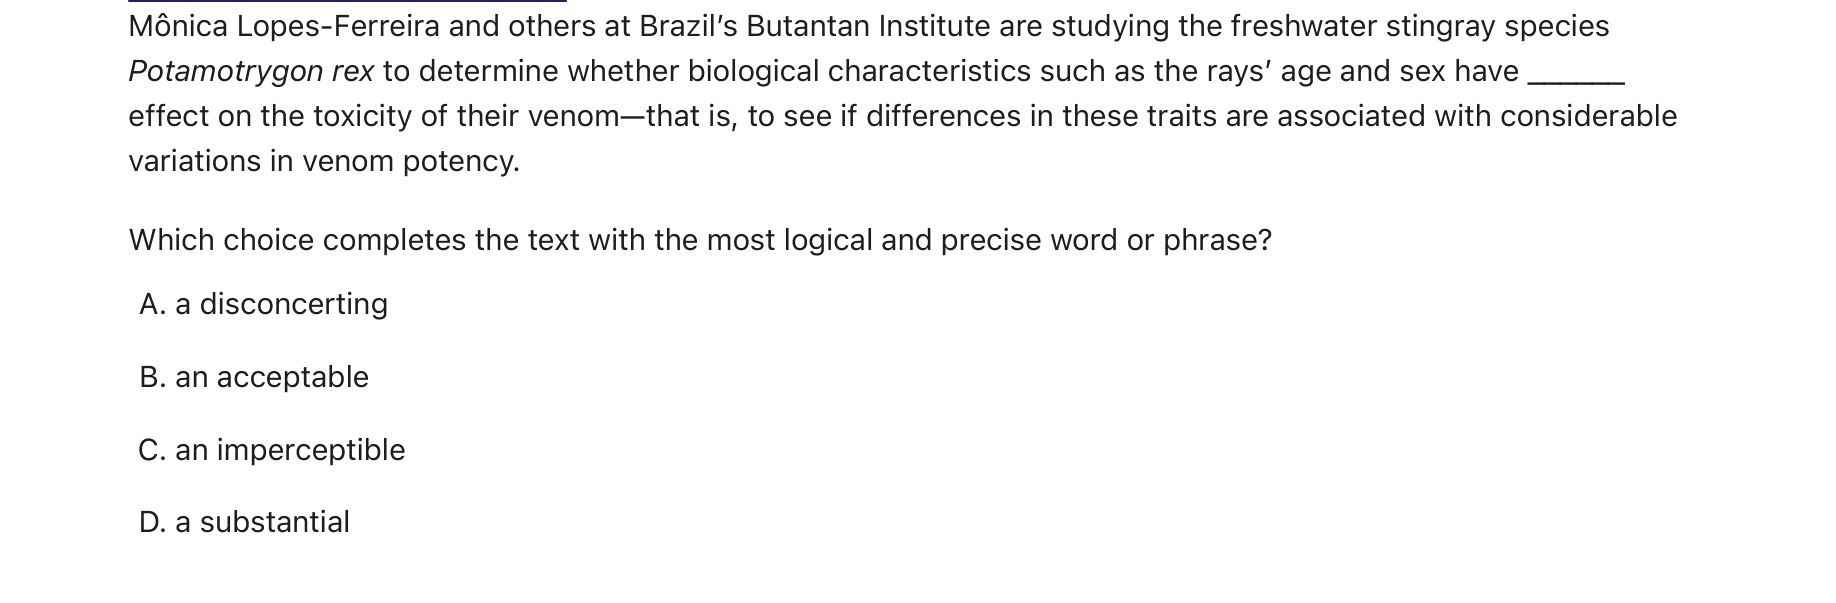 Mônica Lopes-Ferreira and others at Brazil’s Butantan Institute are studying the freshwater stingray species
Potamotrygon rex to determine whether biological characteristics such as the rays’ age and sex have ______
effect on the toxicity of their venom—that is, to see if differences in these traits are associated with considerable
variations in venom potency.
Which choice completes the text with the most logical and precise word or phrase?
A. a disconcerting
B. an acceptable
C. an imperceptible
D. a substantial